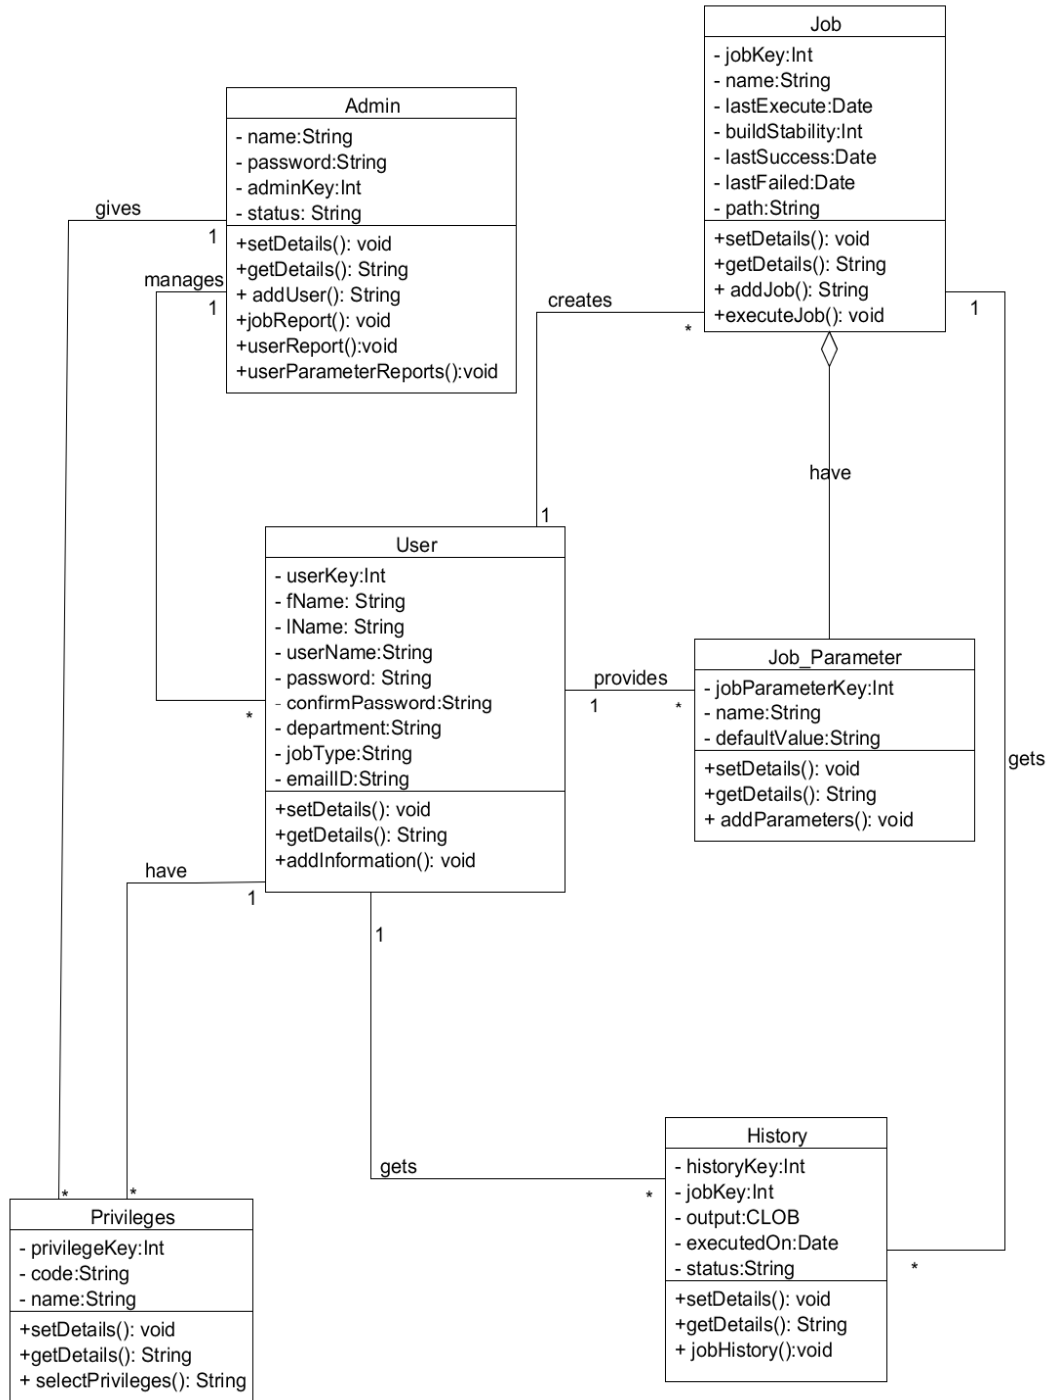 Job
- jobKey:Int
- name:String
- lastExecute:Date
- buildStability:Int
- lastSuccess:Date
- lastFailed:Date
- path:String
+setDetails(): void
+getDetails(): String
+ addJob(): String
+executeJob(): void
Admin
- name:String
- password:String
- adminKey:Int
- status: String
+setDetails(): void
+getDetails(): String
+ addUser(): String
+jobReport(): void
+userReport():void
+userParameterReports():void
gives
1
manages
1
creates
*
1
1
have
User
- userKey:Int
- fName: String
- lName: String
- userName:String
- password: String
- confirmPassword:String
- department:String
- jobType:String
- emailID:String
+setDetails(): void
+getDetails(): String
+addInformation(): void
*
provides
1
*
Job_Parameter
- jobParameterKey:Int
- name:String
- defaultValue:String
+setDetails(): void
+getDetails(): String
+ addParameters(): void
gets
have
1
1
gets
*
History
- historyKey:Int
- jobKey:Int
- output:CLOB
- executedOn:Date
- status:String
+setDetails(): void
+getDetails(): String
+ jobHistory():void
*
*
*
Privileges
- privilegeKey:Int
- code:String
- name:String
+setDetails(): void
+getDetails(): String
+ selectPrivileges(): String